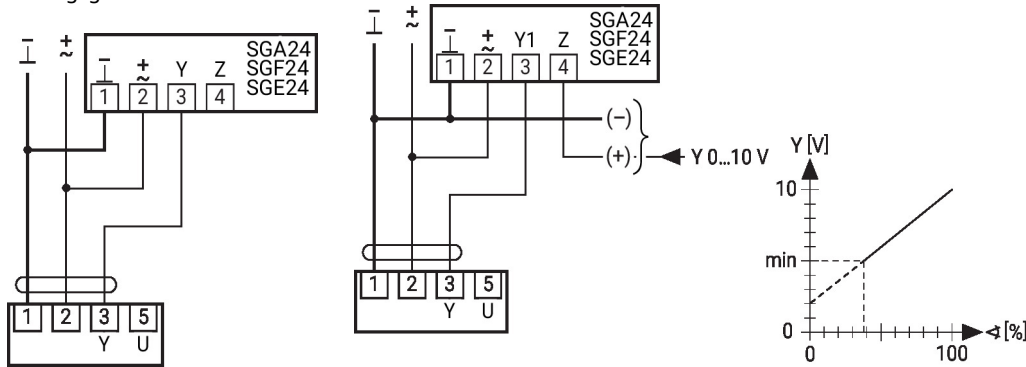 ⊥ ~
SGA24
SGF24
SGE24
⊥ ~ Y Z
1 2 3 4
1 2 3 5
Y U
⊥ ~
SGA24
SGF24
SGE24
⊥ ~ Y1 Z
1 2 3 4
(–)
(+) Y 0...10 V
1 2 3 5
Y U
Y [V]
10
min
0
0 100
∢ [%]